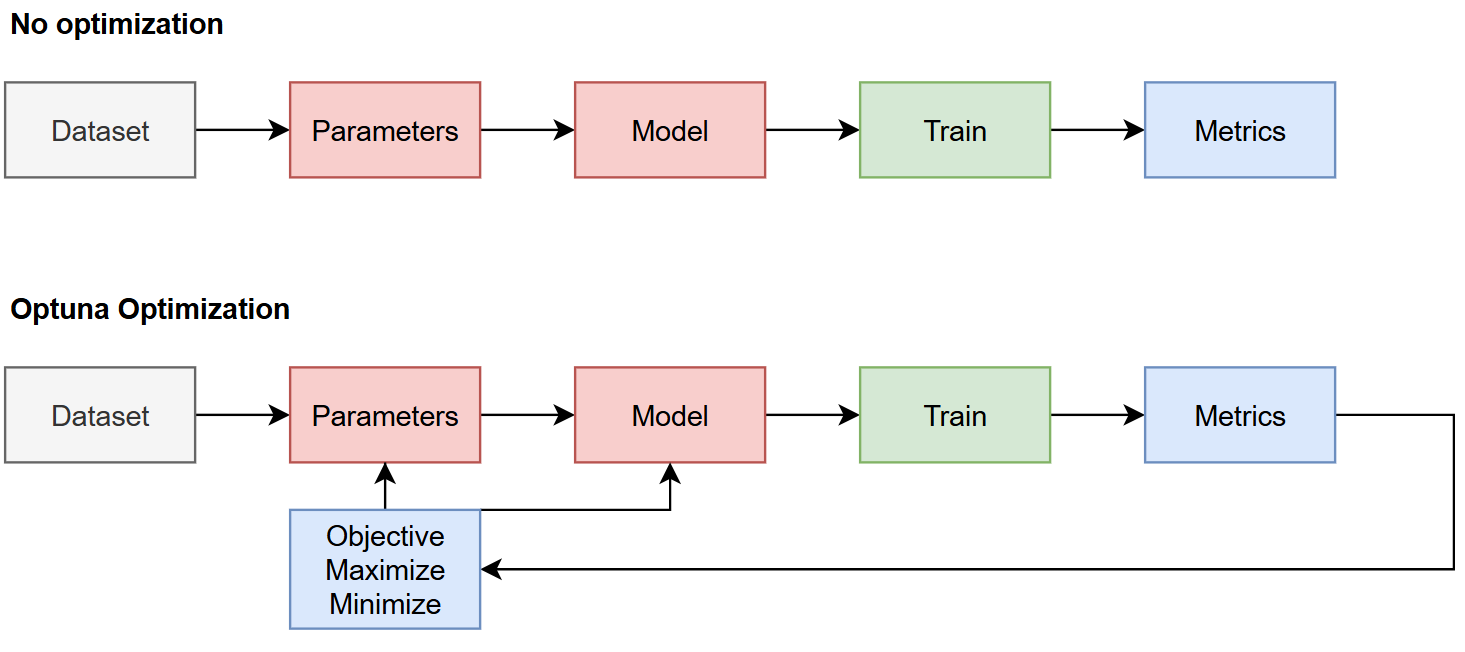 No optimization
Dataset
Parameters
Model
Train
Metrics
Optuna Optimization
Dataset
Parameters
Model
Train
Metrics
Objective
Maximize
Minimize